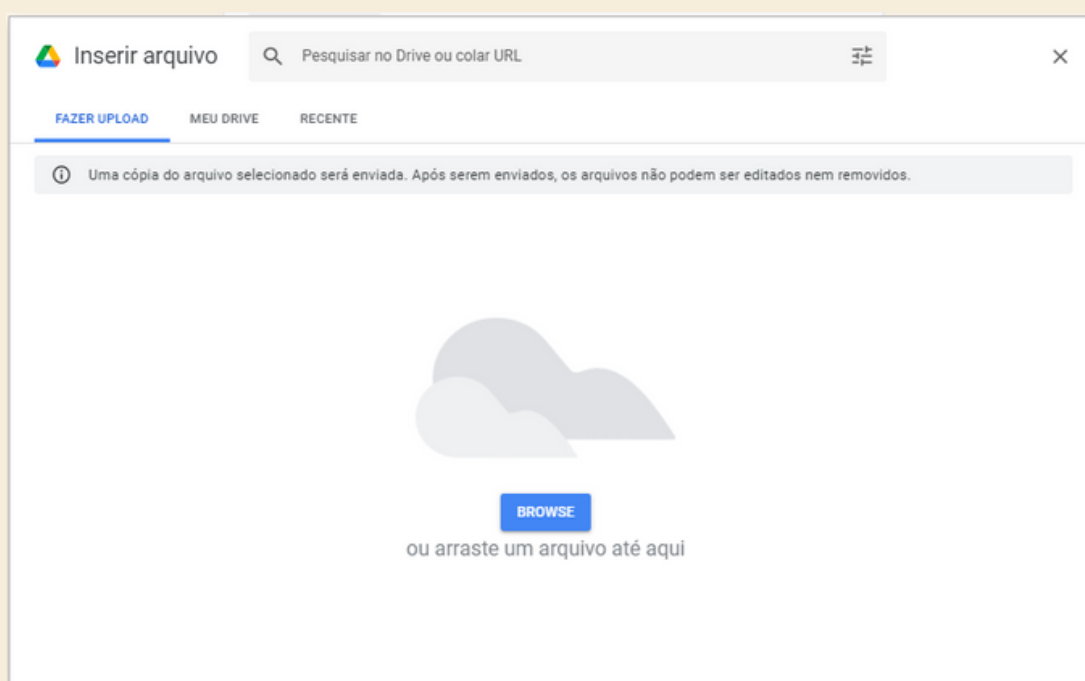 Inserir arquivo
Pesquisar no Drive ou colar URL
FAZER UPLOAD MEU DRIVE RECENTE
Uma cópia do arquivo selecionado será enviada. Após serem enviados, os arquivos não podem ser editados nem removidos.
BROWSE
ou arraste um arquivo até aqui